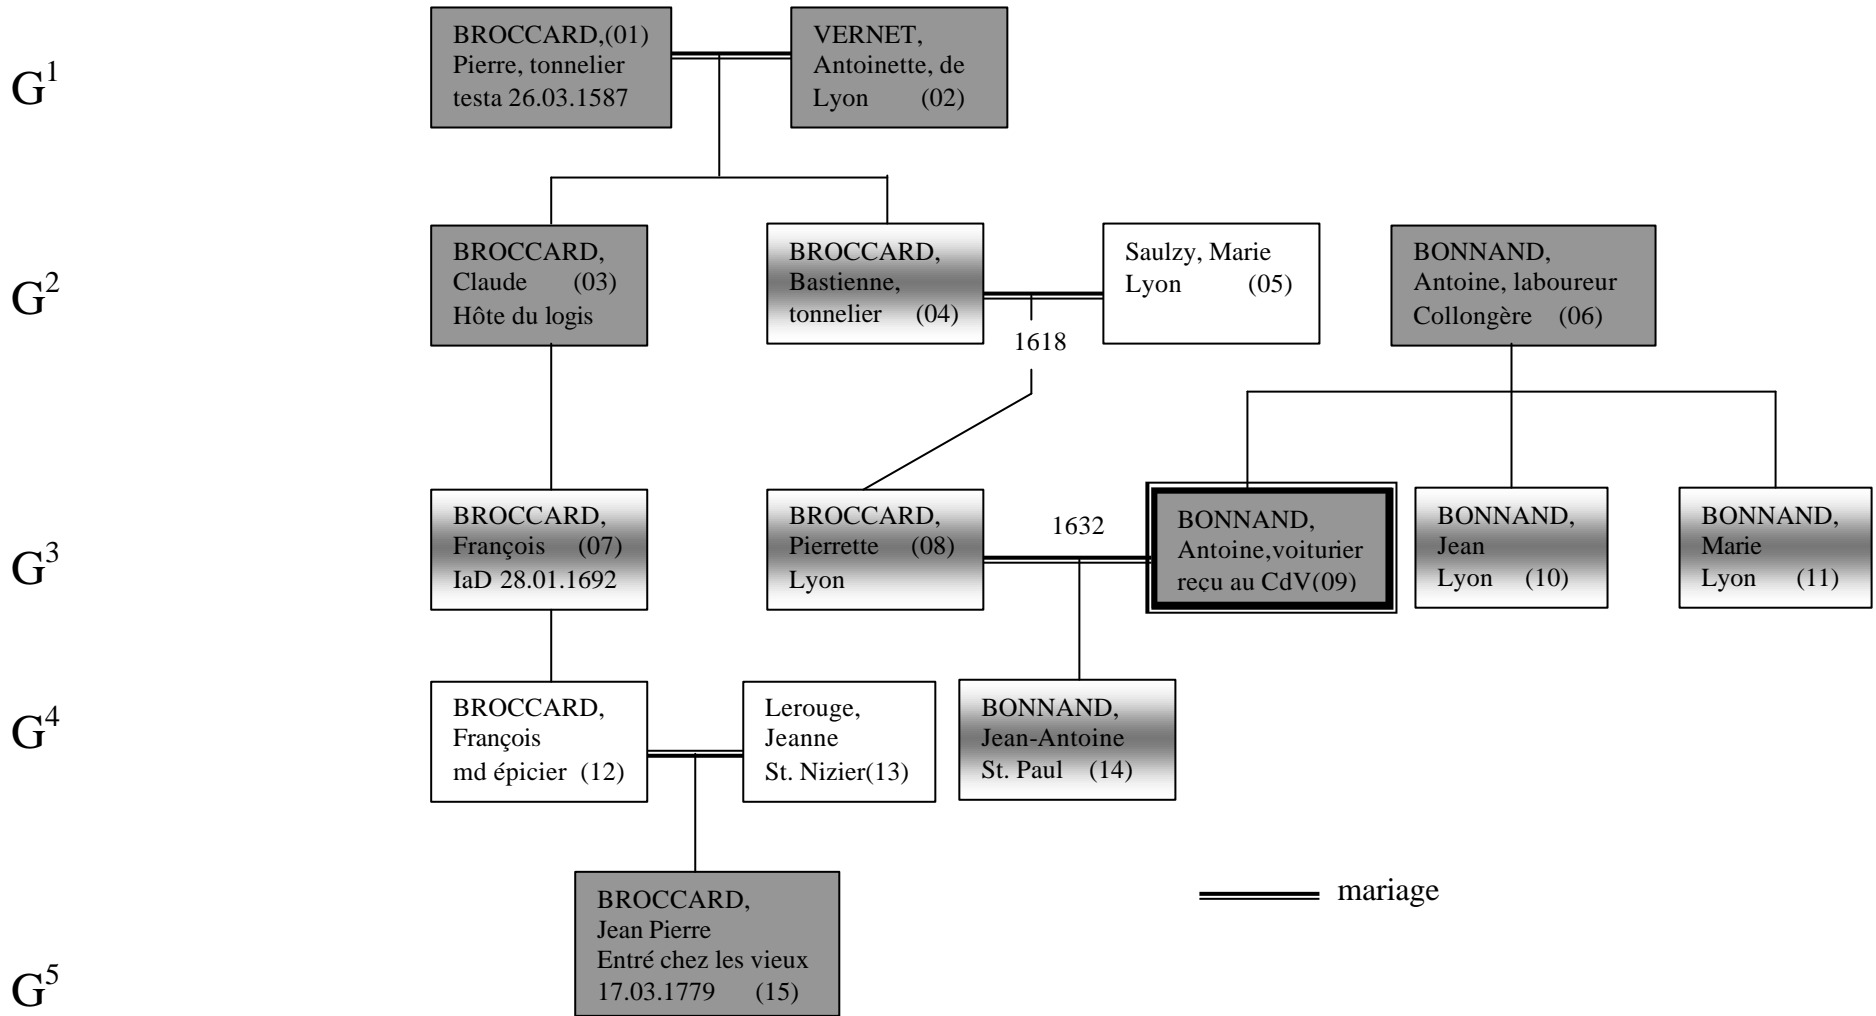 G1
BROCCARD,(01)
Pierre, tonnelier
testa 26.03.1587
VERNET,
Antoinette, de
Lyon (02)
G2
BROCCARD,
Claude (03)
Hôte du logis
BROCCARD,
Bastienne,
tonnelier (04)
Saulzy, Marie
Lyon (05)
BONNAND,
Antoine, laboureur
Collongère (06)
1618
G3
BROCCARD,
François (07)
IaD 28.01.1692
BROCCARD,
Pierrette (08)
Lyon
1632
BONNAND,
Antoine,voiturier
reçu au CdV(09)
BONNAND,
Jean
Lyon (10)
BONNAND,
Marie
Lyon (11)
G4
BROCCARD,
François
md épicier (12)
Lerouge,
Jeanne
St. Nizier(13)
BONNAND,
Jean-Antoine
St. Paul (14)
G5
BROCCARD,
Jean Pierre
Entré chez les vieux
17.03.1779 (15)
mariage